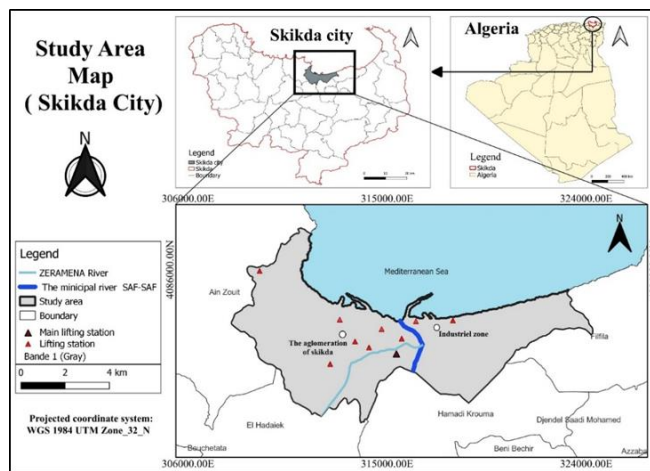 Study Area
Map
( Skikda City)
N
Skikda city
Legend
Skikda city
Skikda
Boundary
Algeria
Legend
Skikda
Algeria
306000.00E
315000.00E
324000.00E
4086000.00N
Legend
ZERAMENA River
The minicipal river SAF-SAF
Study area
Boundary
Main lifting station
Lifting station
Bande 1 (Gray)
0 2 4 km
Projected coordinate system:
WGS 1984 UTM Zone_32_N
N
Mediterranean Sea
Ain Zouit
The aglomeration
of skikda
Industriel zone
Filfila
El Hadaiek
Hamadi Krouma
Djendel Saadi Mohamed
Bouchetata
Beni Bechir
Azzaba
306000.00E
315000.00E
324000.00E